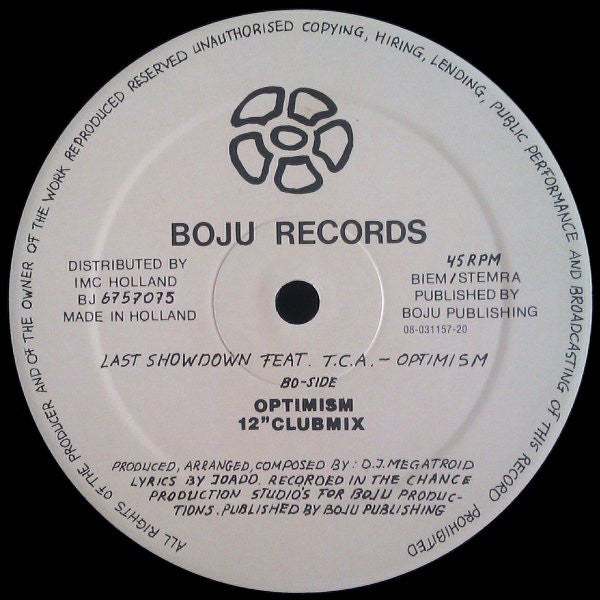 ALL RIGHTS OF THE PRODUCER AND OF THE OWNER OF THE WORK REPRODUCED RESERVED UNAUTHORISED COPYING, HIRING, LENDING, PUBLIC PERFORMANCE AND BROADCASTING OF THIS RECORD PROHIBITED
BOJU RECORDS
DISTRIBUTED BY
IMC HOLLAND
BJ 6757075
MADE IN HOLLAND
45 RPM
BIEM/STEMRA
PUBLISHED BY
BOJU PUBLISHING
08-031157-20
LAST SHOWDOWN FEAT. T.C.A. - OPTIMISM
BO-SIDE
OPTIMISM
12" CLUBMIX
PRODUCED, ARRANGED, COMPOSED BY: D.J. MEGATROID
LYRICS BY JOADO. RECORDED IN THE CHANCE
PRODUCTION STUDIO'S FOR BOJU PRODUC-
TIONS. PUBLISHED BY BOJU PUBLISHING